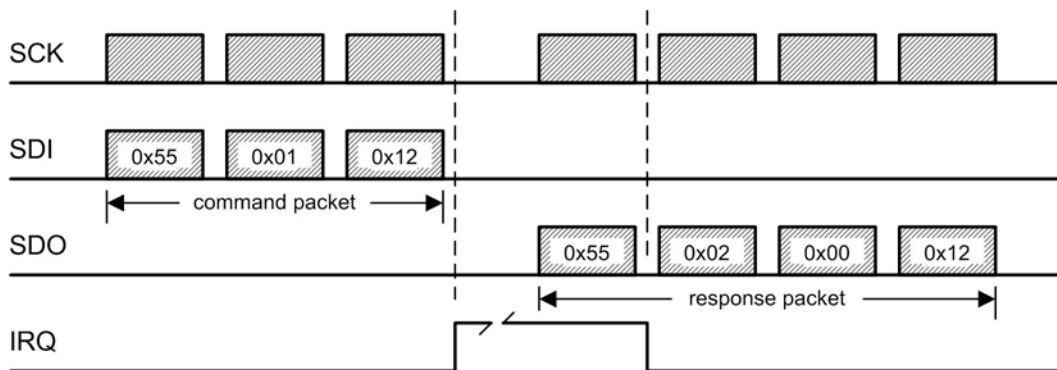 SCK
SDI
0x55 0x01 0x12
command packet
SDO
0x55 0x02 0x00 0x12
response packet
IRQ